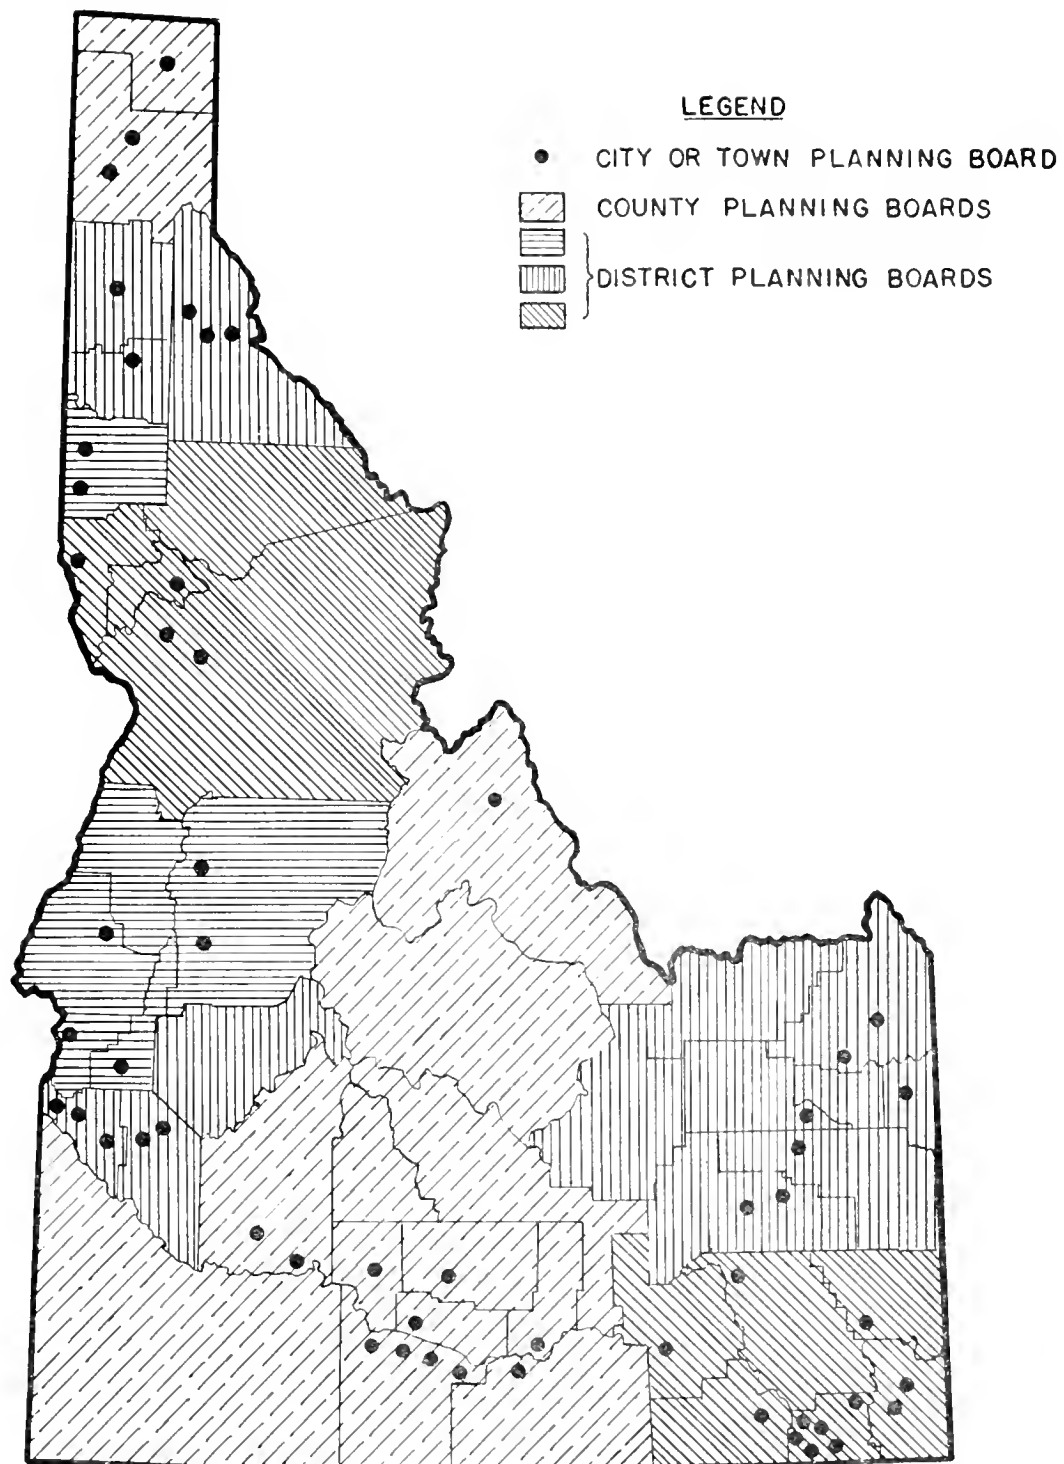 LEGEND
CITY OR TOWN PLANNING BOARD
COUNTY PLANNING BOARDS
DISTRICT PLANNING BOARDS